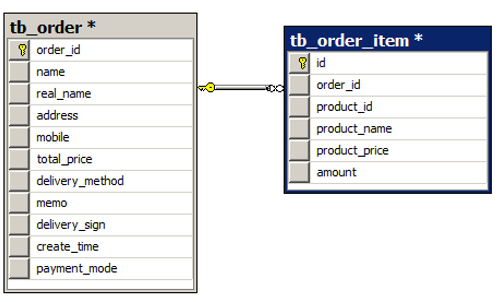 tb_order *
order_id
name
real_name
address
mobile
total_price
delivery_method
memo
delivery_sign
create_time
payment_mode
tb_order_item *
id
order_id
product_id
product_name
product_price
amount